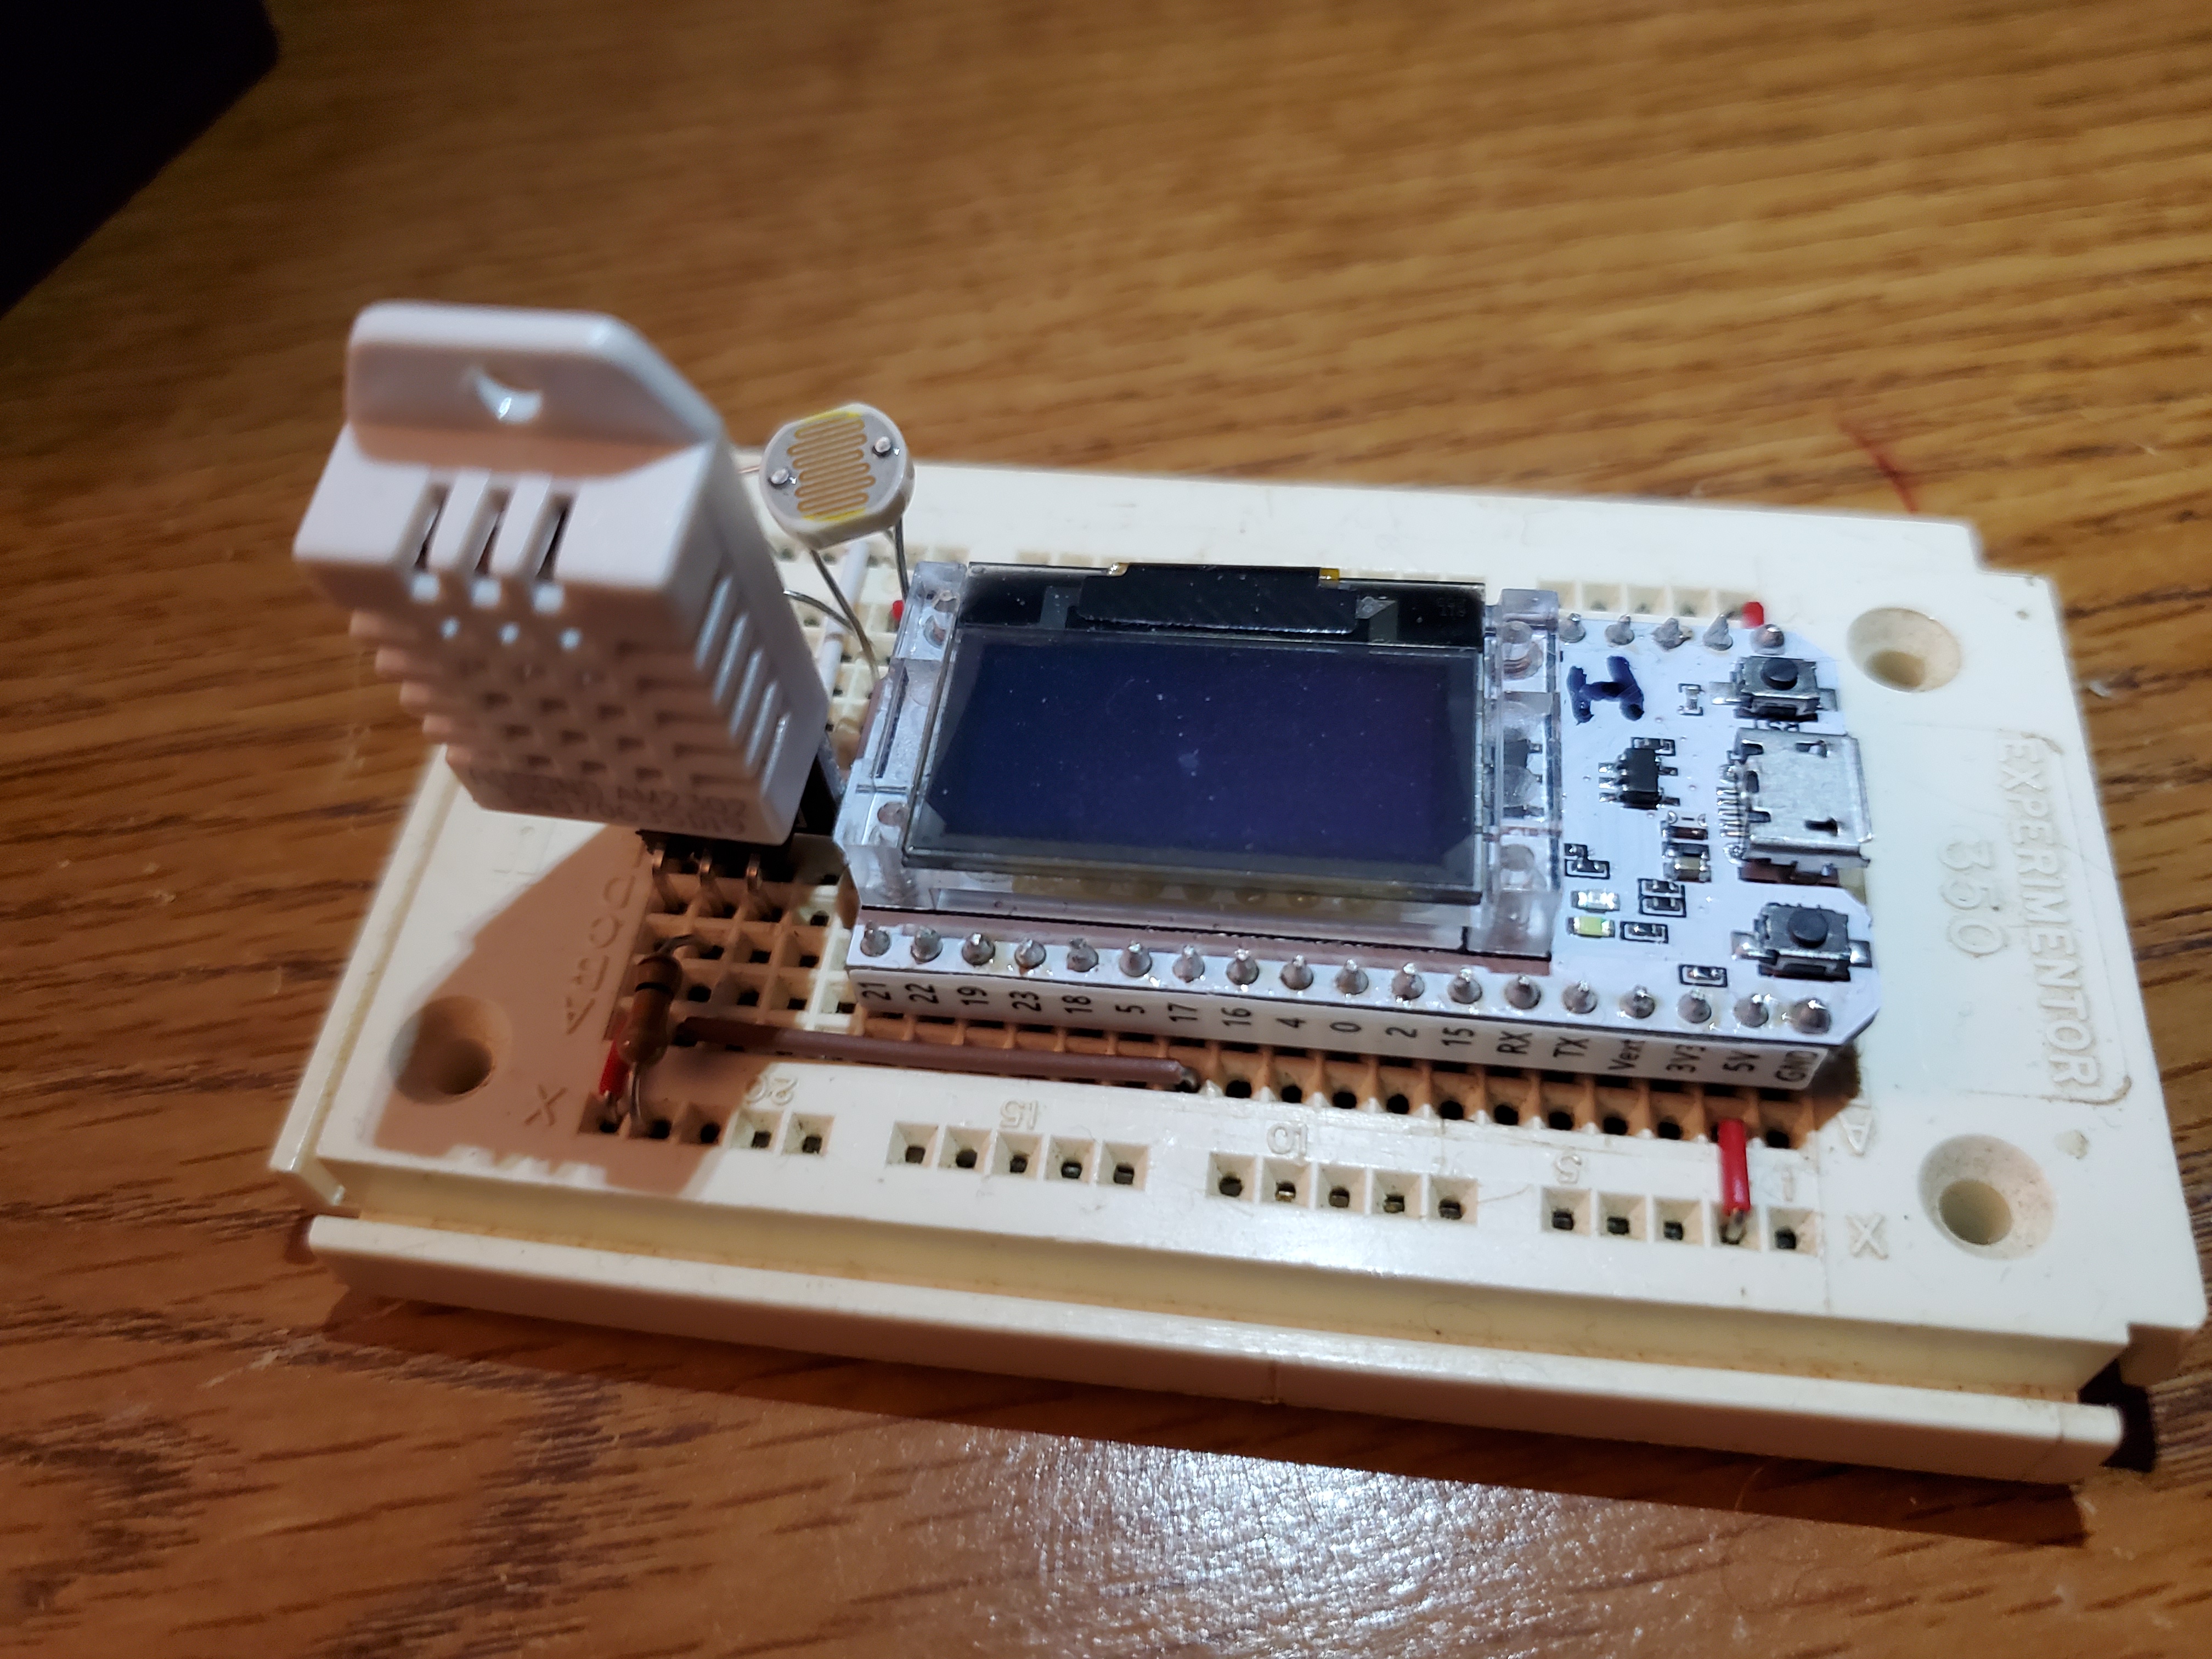 AM2302
I
21 22 19 23 18 5 17 16 4 0 2 15 RX TX Vext 3V3 5V GND
EXPERIMENTOR
350
20 15 10 5 1
X
X
A
A B C D E